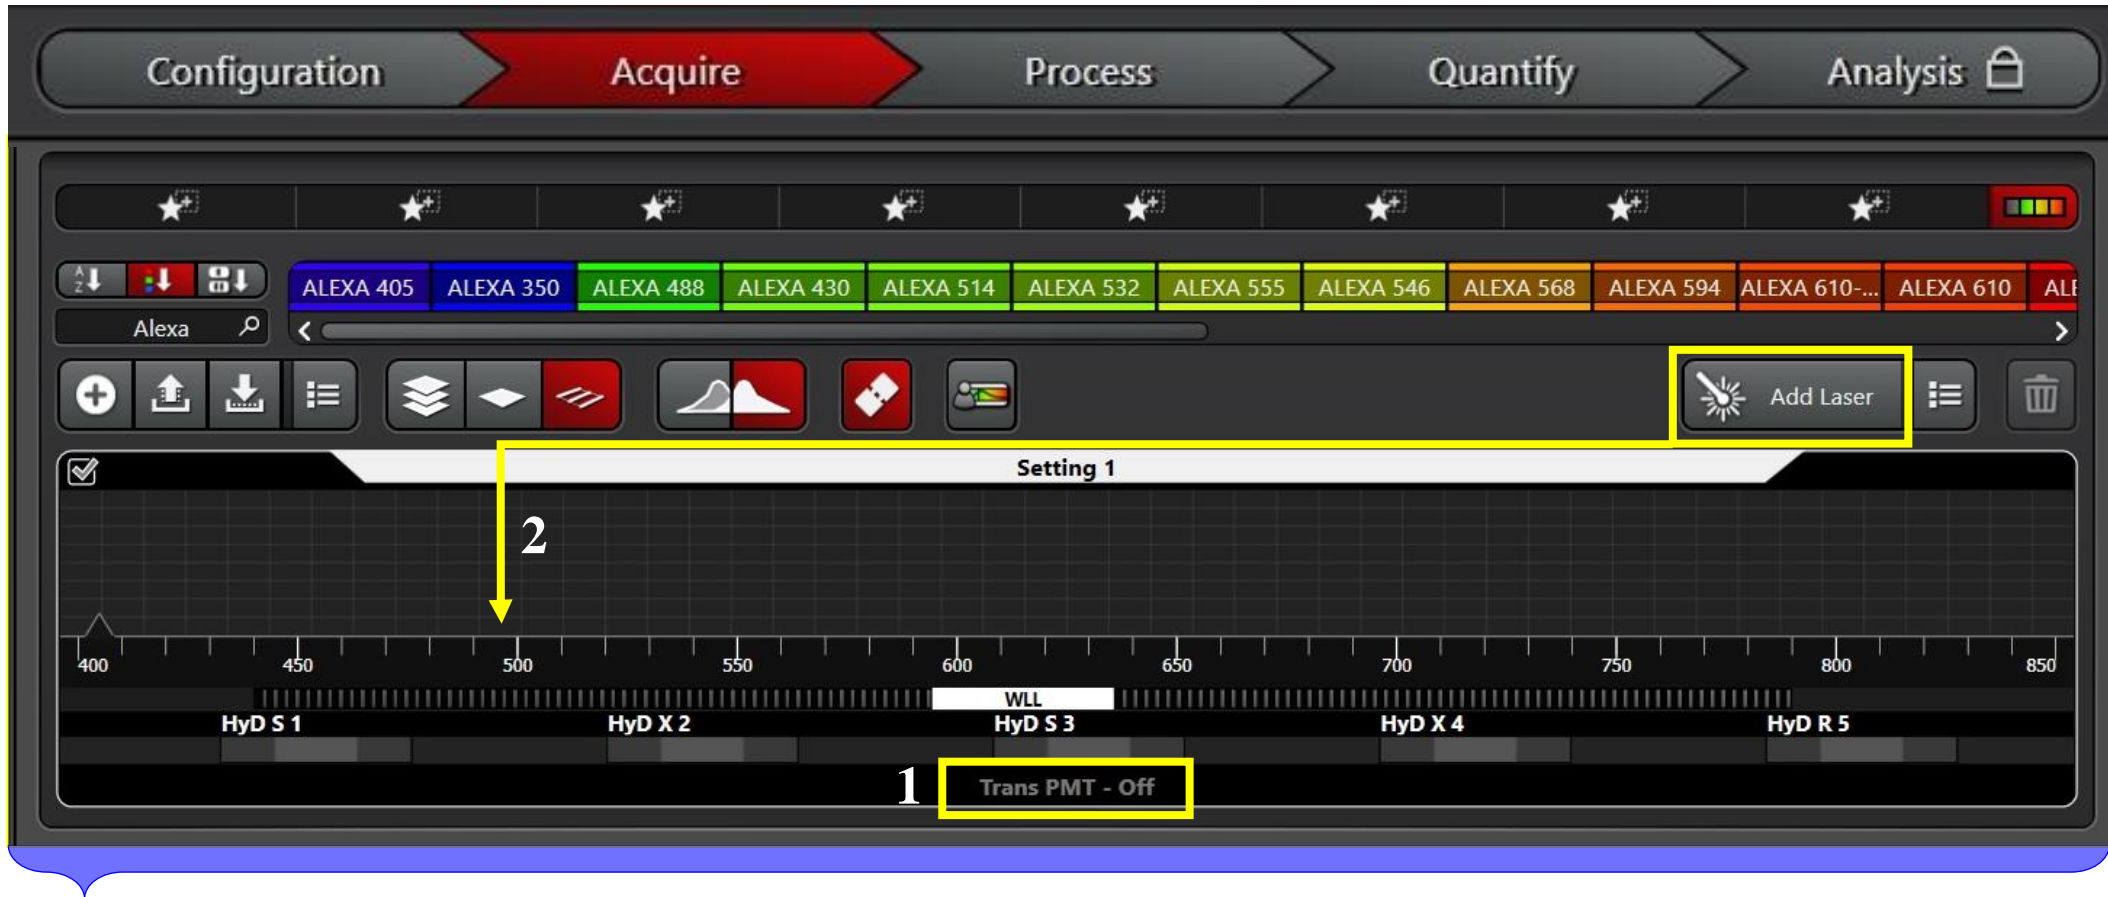 Configuration Acquire Process Quantify Analysis
A
Z
ALEXA 405 ALEXA 350 ALEXA 488 ALEXA 430 ALEXA 514 ALEXA 532 ALEXA 555 ALEXA 546 ALEXA 568 ALEXA 594 ALEXA 610-... ALEXA 610 ALE
Alexa
Add Laser
Setting 1
2
400 450 500 550 600 650 700 750 800 850
WLL
HyD S 1 HyD X 2 HyD S 3 HyD X 4 HyD R 5
1 Trans PMT - Off